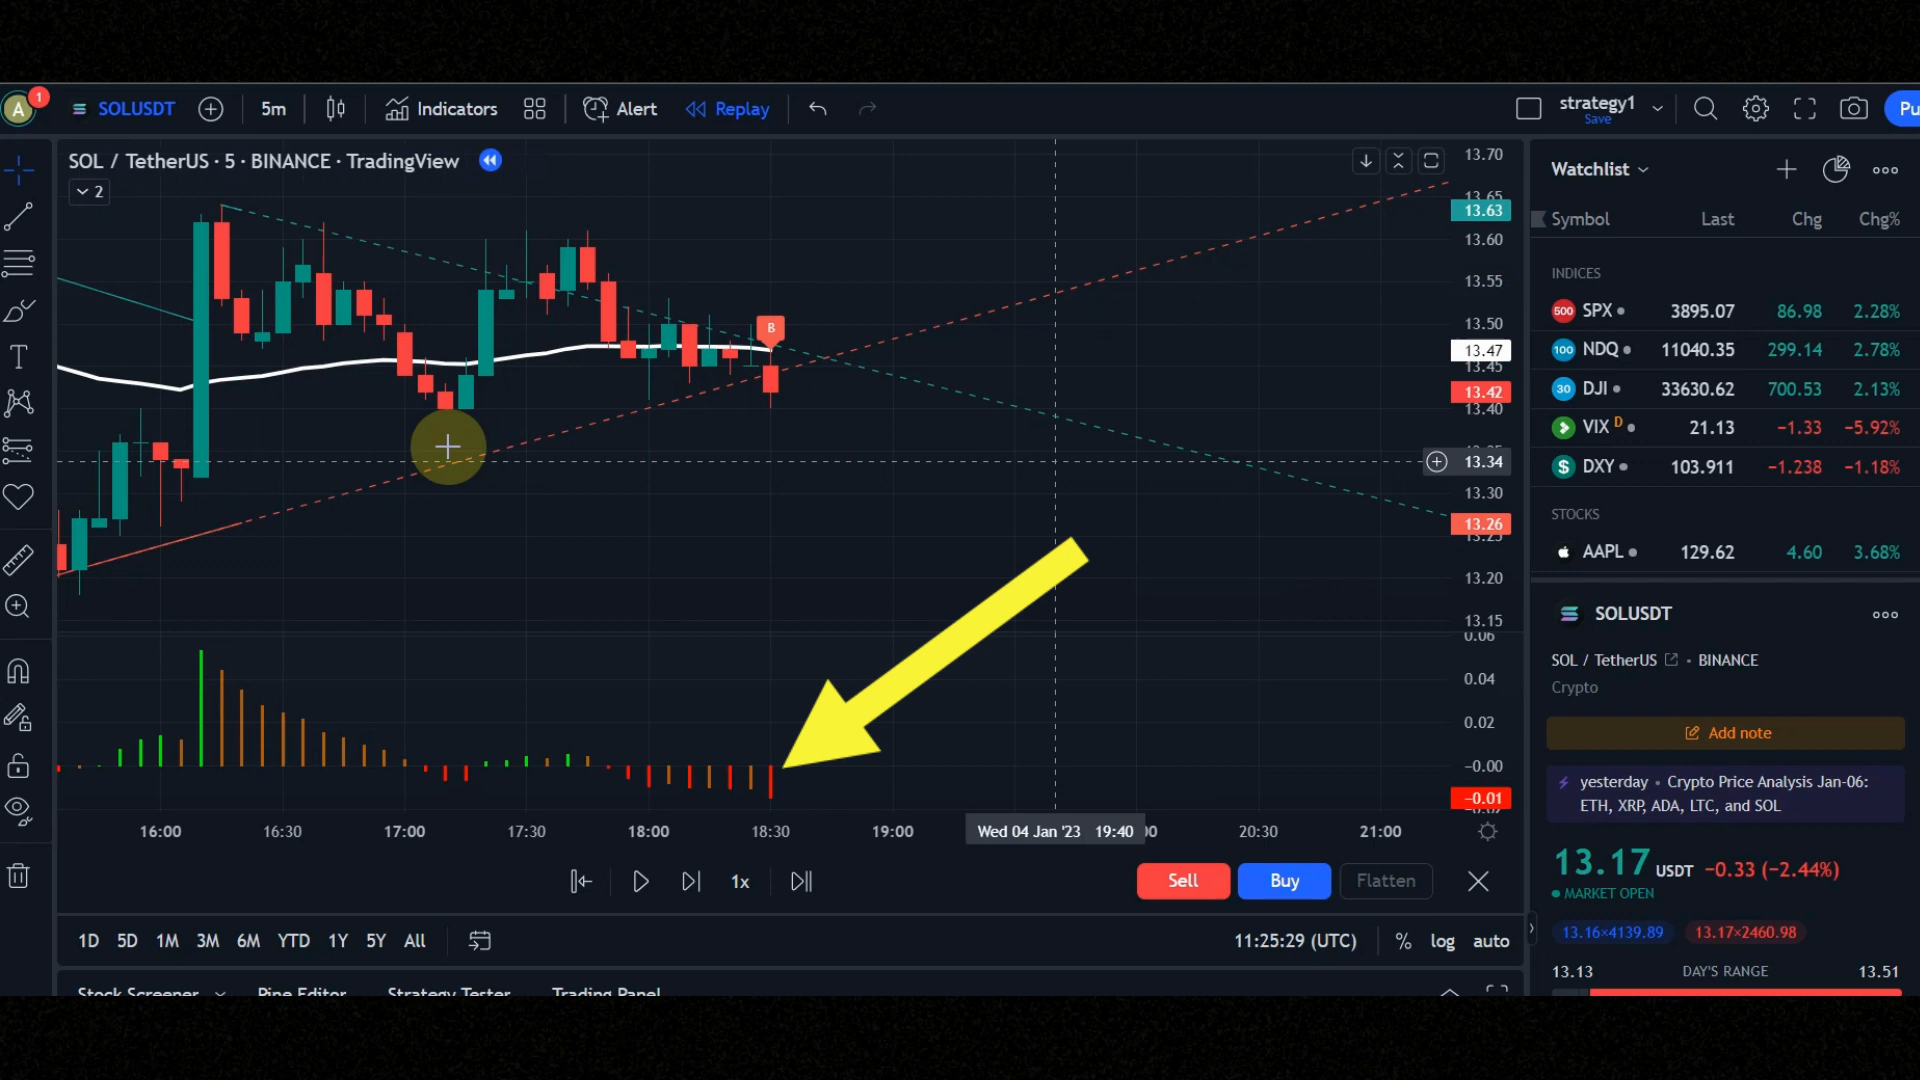 A 1 SOLUSDT 5m Indicators Alert Replay strategy1 Save Pu
SOL / TetherUS · 5 · BINANCE · TradingView
2
B
13.70
13.65
13.63
13.60
13.55
13.50
13.47
13.45
13.42
13.40
13.34
13.30
13.26
13.25
13.20
13.15
0.06
0.04
0.02
−0.00
−0.01
16:00 16:30 17:00 17:30 18:00 18:30 19:00 Wed 04 Jan '23 19:40 20:30 21:00
1x Sell Buy Flatten
1D 5D 1M 3M 6M YTD 1Y 5Y All 11:25:29 (UTC) % log auto
Stock Screener Pine Editor Strategy Tester Trading Panel
Watchlist
Symbol Last Chg Chg%
INDICES
500 SPX 3895.07 86.98 2.28%
100 NDQ 11040.35 299.14 2.78%
30 DJI 33630.62 700.53 2.13%
VIX D 21.13 −1.33 −5.92%
$ DXY 103.911 −1.238 −1.18%
STOCKS
AAPL 129.62 4.60 3.68%
SOLUSDT
SOL / TetherUS • BINANCE
Crypto
Add note
yesterday • Crypto Price Analysis Jan-06:
ETH, XRP, ADA, LTC, and SOL
13.17 USDT −0.33 (−2.44%)
MARKET OPEN
13.16×4139.89 13.17×2460.98
13.13 DAY'S RANGE 13.51